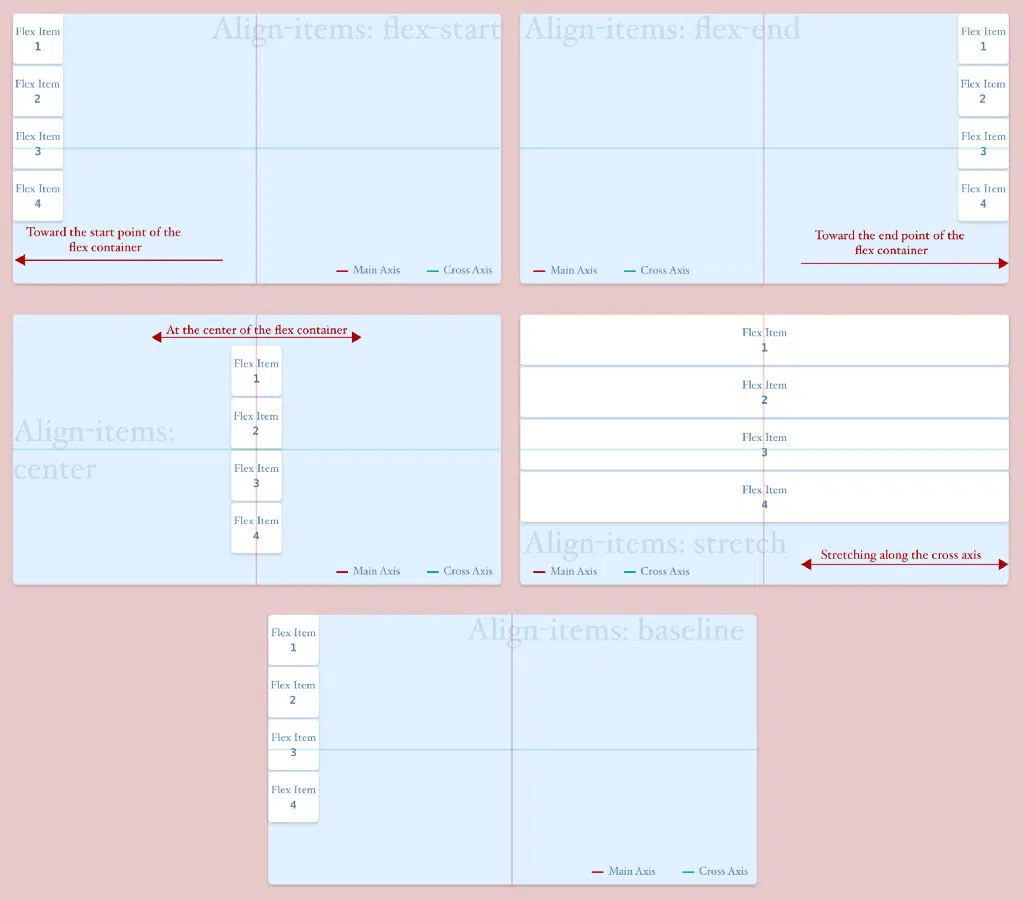 Align-items: flex-start
Flex Item
1
Flex Item
2
Flex Item
3
Flex Item
4
Toward the start point of the
flex container
Main Axis
Cross Axis
Align-items: flex-end
Flex Item
1
Flex Item
2
Flex Item
3
Flex Item
4
Toward the end point of the
flex container
Main Axis
Cross Axis
At the center of the flex container
Flex Item
1
Flex Item
2
Align-items:
center
Flex Item
3
Flex Item
4
Main Axis
Cross Axis
Flex Item
1
Flex Item
2
Flex Item
3
Flex Item
4
Align-items: stretch
Stretching along the cross axis
Main Axis
Cross Axis
Align-items: baseline
Flex Item
1
Flex Item
2
Flex Item
3
Flex Item
4
Main Axis
Cross Axis